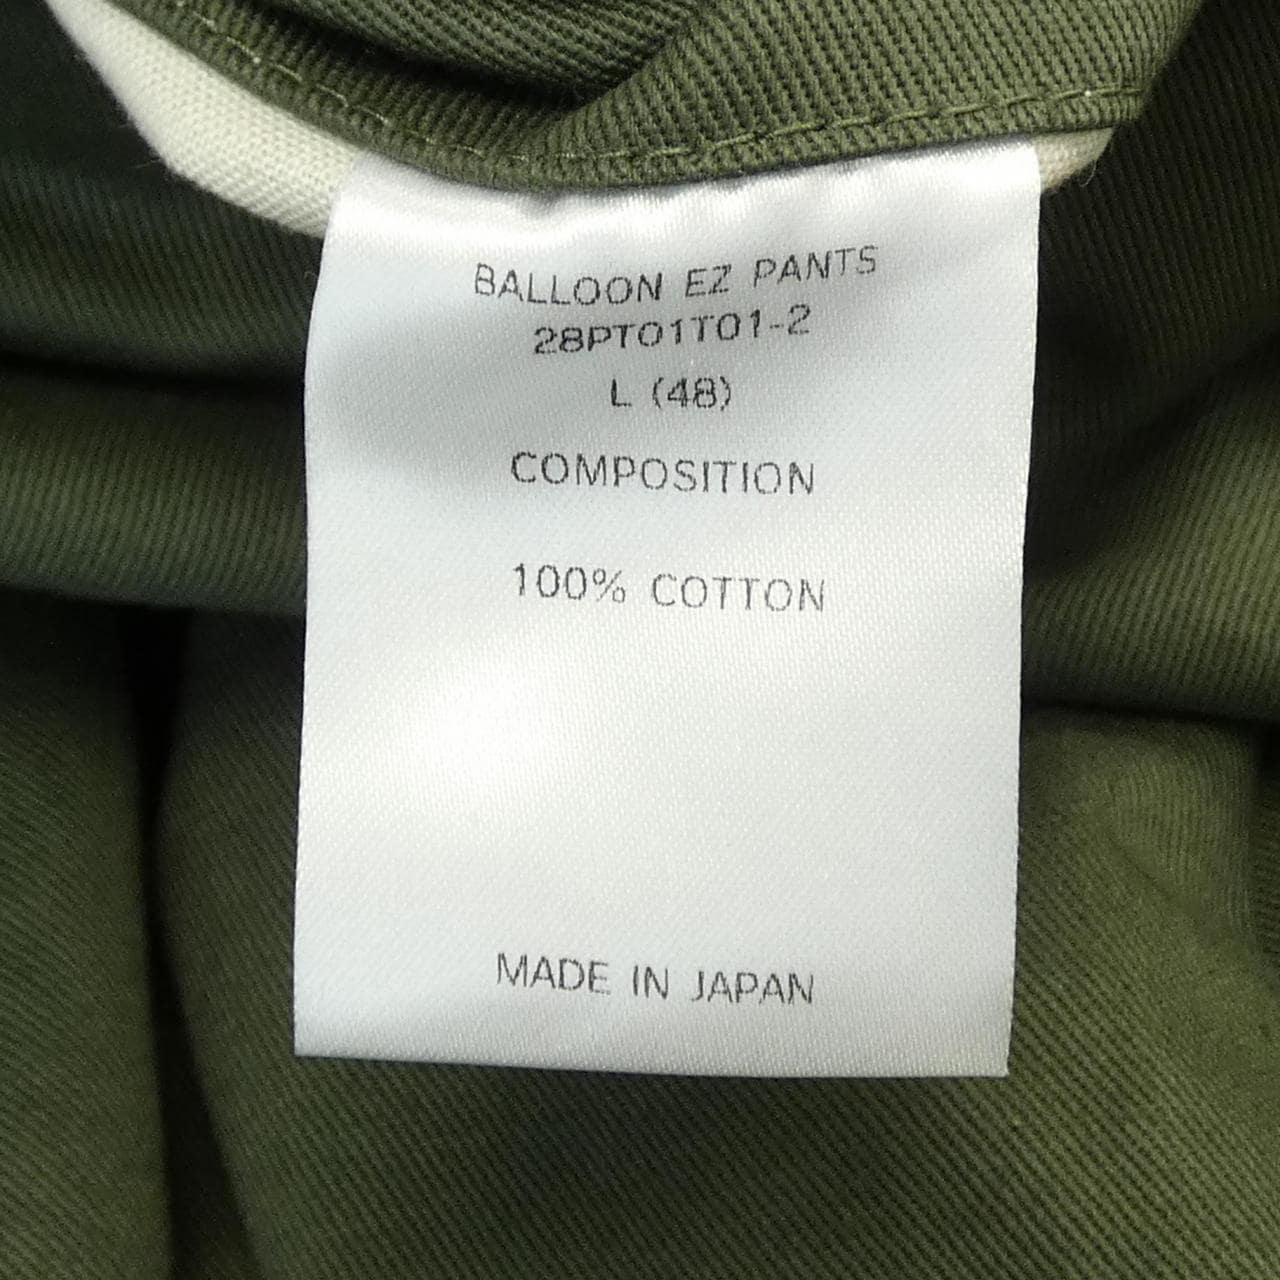 BALLOON EZ PANTS
28PT01T01-2
L (48)
COMPOSITION
100% COTTON
MADE IN JAPAN